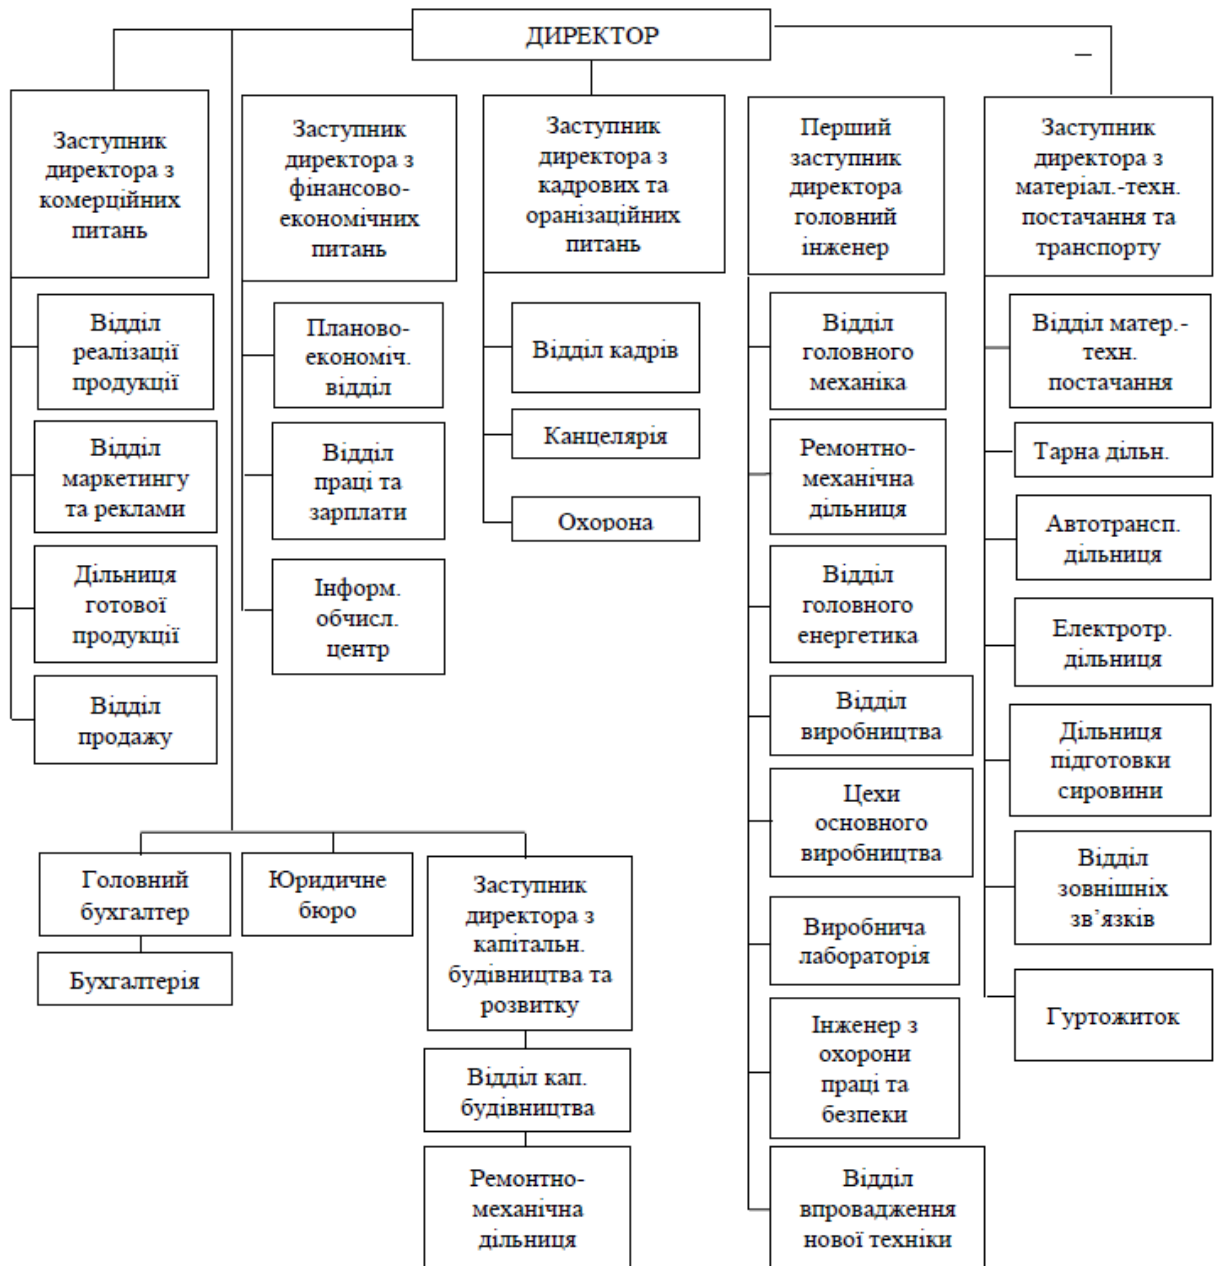 ДИРЕКТОР
Заступник
директора з
комерційних
питань
Заступник
директора з
фінансово-
економічних
питань
Заступник
директора з
кадрових та
оранізаційних
питань
Перший
заступник
директора
головний
інженер
Заступник
директора з
матеріал.-техн.
постачання та
транспорту
Відділ
реалізації
продукції
Відділ
маркетингу
та реклами
Дільниця
готової
продукції
Відділ
продажу
Планово-
економіч.
відділ
Відділ
праці та
зарплати
Інформ.
обчисл.
центр
Відділ кадрів
Канцелярія
Охорона
Відділ
головного
механіка
Ремонтно-
механічна
дільниця
Відділ
головного
енергетика
Відділ
виробництва
Цехи
основного
виробництва
Виробнича
лабораторія
Інженер з
охорони
праці та
безпеки
Відділ
впровадження
нової техніки
Відділ матер.-
техн.
постачання
Тарна дільн.
Автотрансп.
дільниця
Електротр.
дільниця
Дільниця
підготовки
сировини
Відділ
зовнішніх
зв’язків
Гуртожиток
Головний
бухгалтер
Бухгалтерія
Юридичне
бюро
Заступник
директора з
капітальн.
будівництва та
розвитку
Відділ кап.
будівництва
Ремонтно-
механічна
дільниця